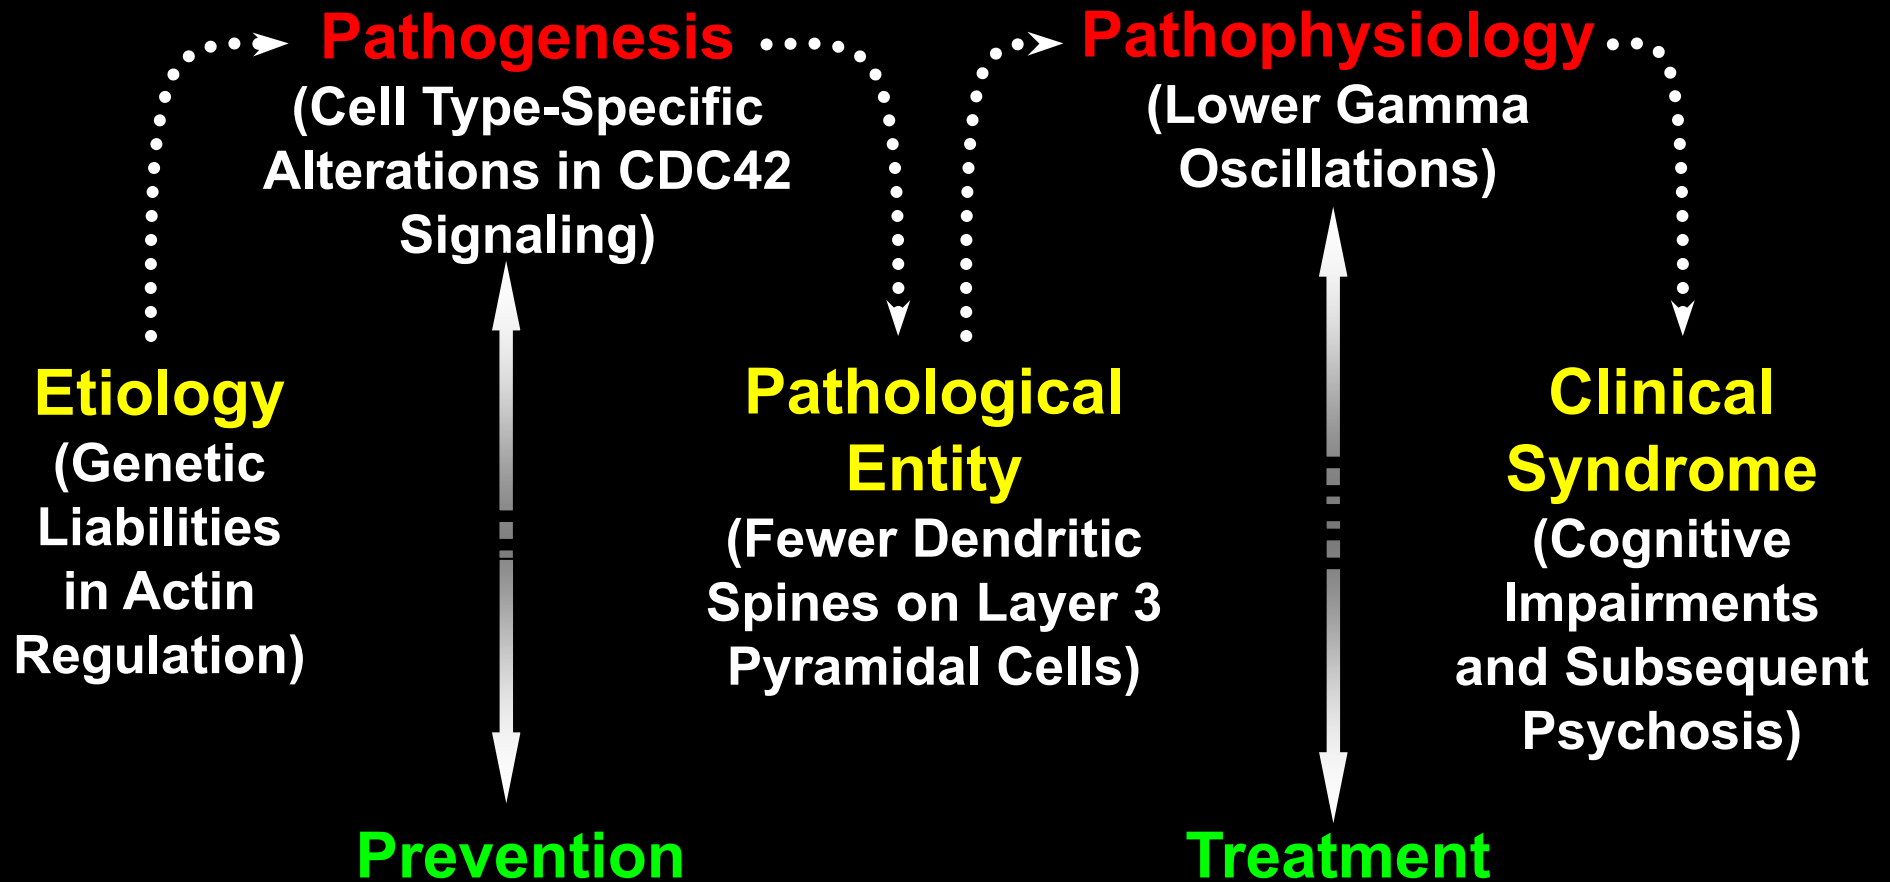 Pathogenesis
(Cell Type-Specific
Alterations in CDC42
Signaling)
Pathophysiology
(Lower Gamma
Oscillations)
Etiology
(Genetic
Liabilities
in Actin
Regulation)
Pathological
Entity
(Fewer Dendritic
Spines on Layer 3
Pyramidal Cells)
Clinical
Syndrome
(Cognitive
Impairments
and Subsequent
Psychosis)
Prevention
Treatment